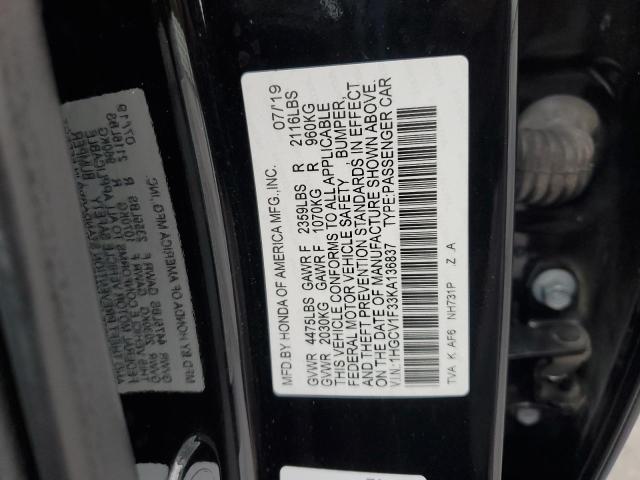 MFD.BY HONDA OF AMERICA MFG.,INC. 07/19
GVWR 4475LBS GAWR F 2359LBS R 2116LBS
GVWR 2030KG GAWR F 1070KG R 960KG
THIS VEHICLE CONFORMS TO ALL APPLICABLE
FEDERAL MOTOR VEHICLE SAFETY, BUMPER,
AND THEFT PREVENTION STANDARDS IN EFFECT
ON THE DATE OF MANUFACTURE SHOWN ABOVE.
VIN:1HGCV1F33KA136837 TYPE:PASSENGER CAR
TVA K AF6 NH731P Z A